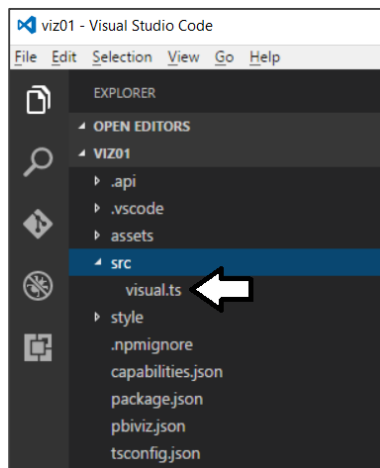 viz01 - Visual Studio Code
File Edit Selection View Go Help
EXPLORER
OPEN EDITORS
VIZ01
.api
.vscode
assets
src
visual.ts
style
.npmignore
capabilities.json
package.json
pbiviz.json
tsconfig.json